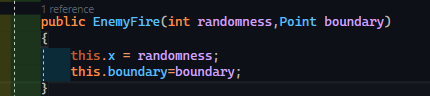 1 reference
public EnemyFire(int randomness,Point boundary)
{
this.x = randomness;
this.boundary=boundary;
}